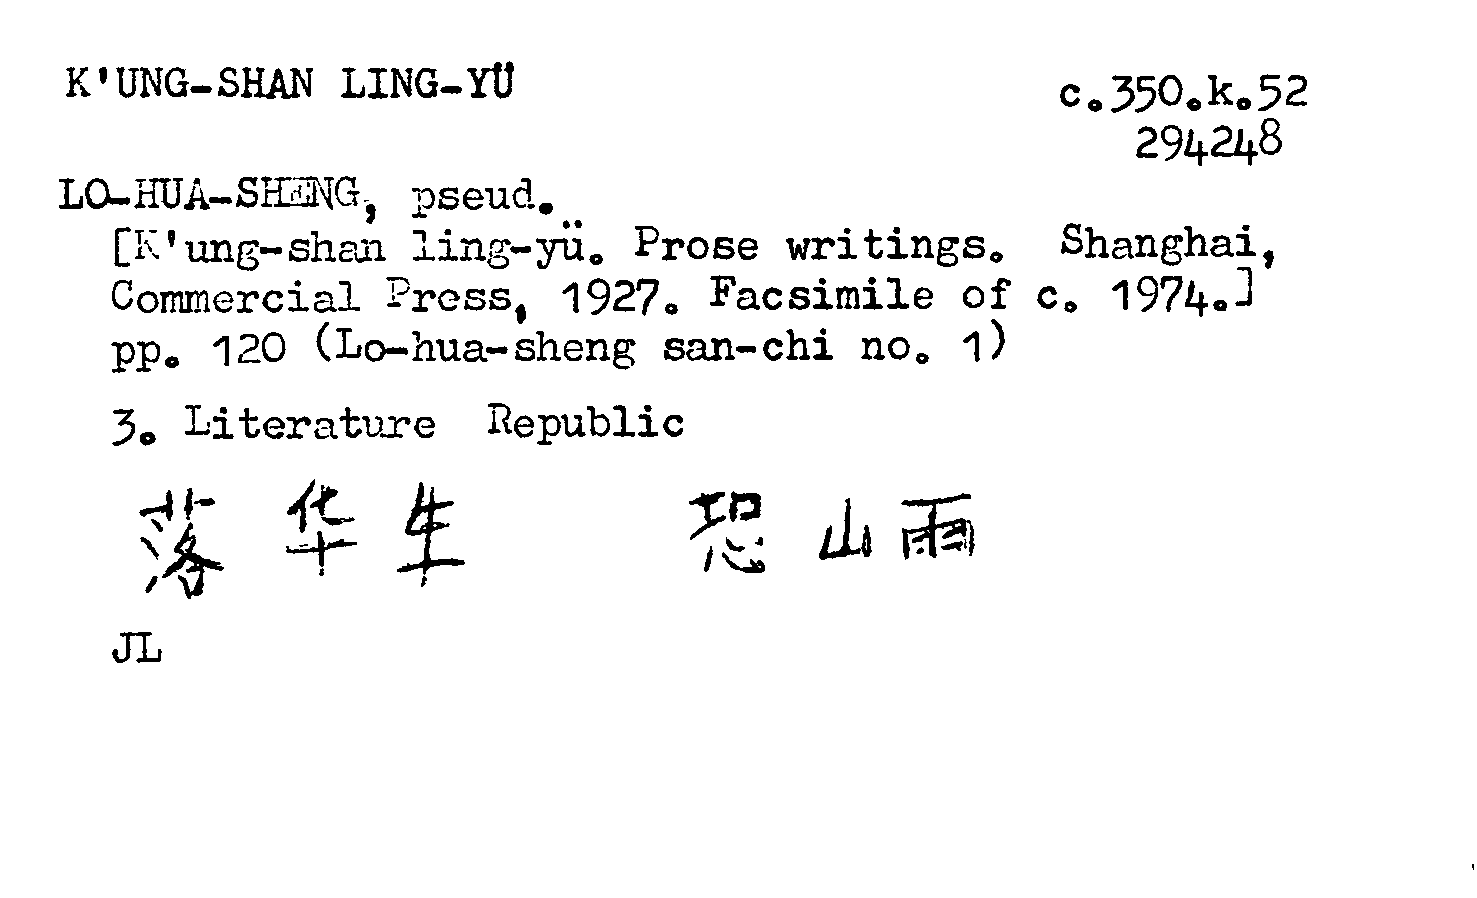 K'UNG-SHAN LING-YÜ
c.350.k.52
294248
LO-HUA-SHENG, pseud.
[K'ung-shan ling-yü. Prose writings. Shanghai,
Commercial Press, 1927. Facsimile of c. 1974.]
pp. 120 (Lo-hua-sheng san-chi no. 1)
3. Literature Republic
落华生 恐山雨
JL